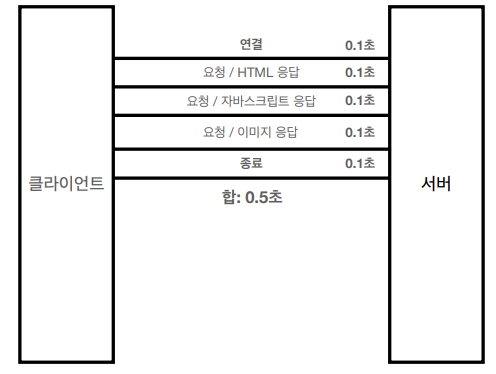 연결 0.1초
요청 / HTML 응답 0.1초
요청 / 자바스크립트 응답 0.1초
요청 / 이미지 응답 0.1초
종료 0.1초
클라이언트
서버
합: 0.5초